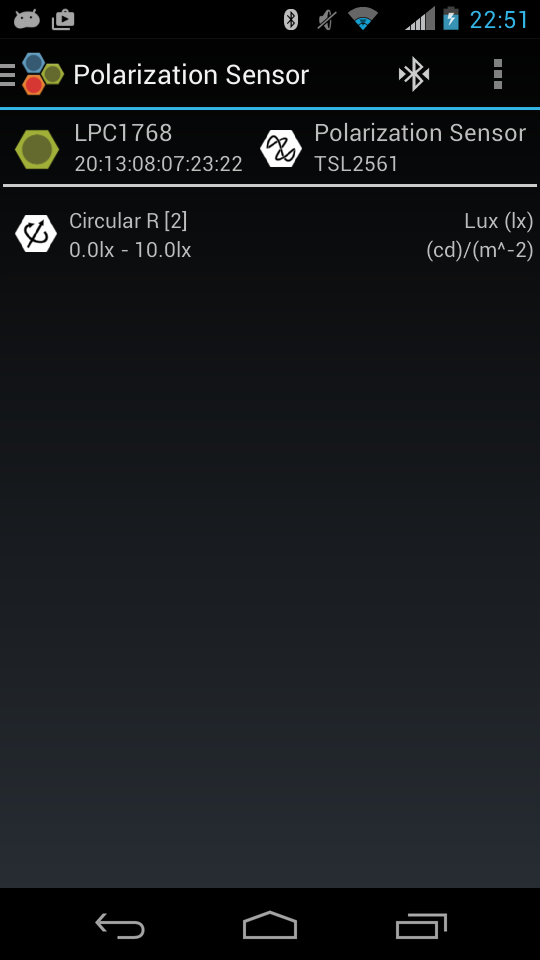 22:51
Polarization Sensor
LPC1768
20:13:08:07:23:22
Polarization Sensor
TSL2561
Circular R [2]
0.0lx - 10.0lx
Lux (lx)
(cd)/(m^-2)